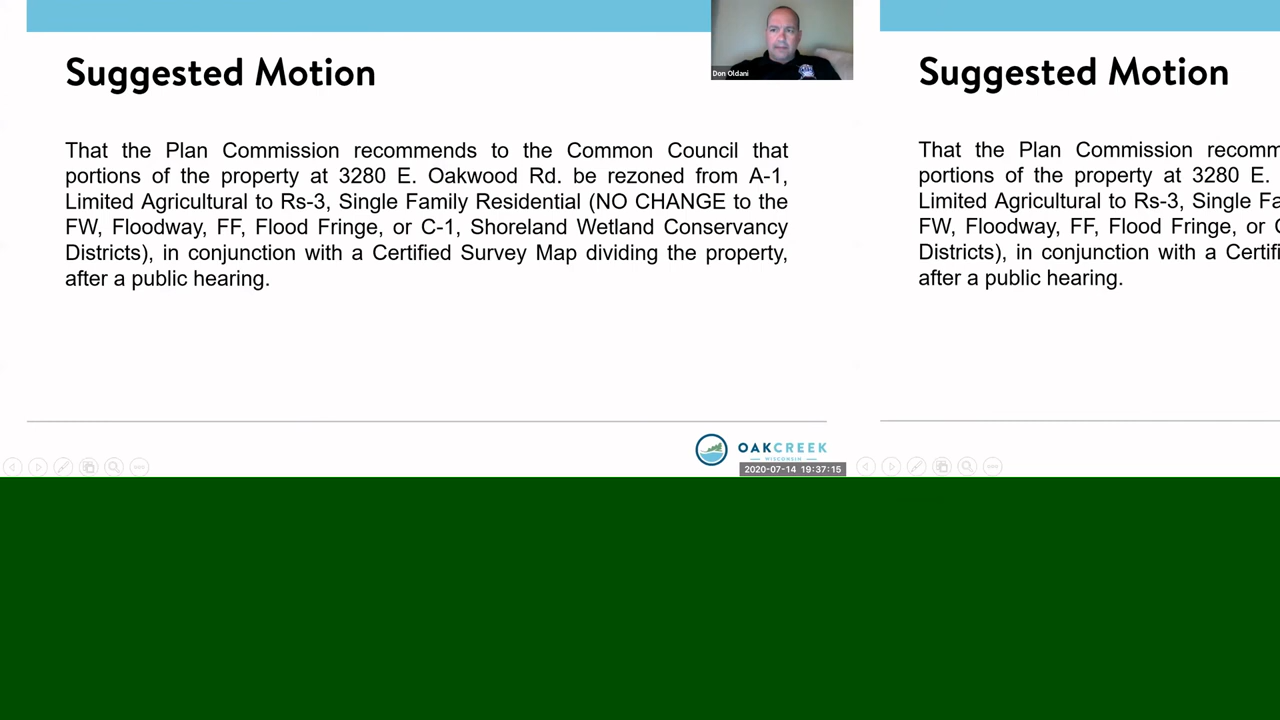 Suggested Motion
Don Oldani
That the Plan Commission recommends to the Common Council that
portions of the property at 3280 E. Oakwood Rd. be rezoned from A-1,
Limited Agricultural to Rs-3, Single Family Residential (NO CHANGE to the
FW, Floodway, FF, Flood Fringe, or C-1, Shoreland Wetland Conservancy
Districts), in conjunction with a Certified Survey Map dividing the property,
after a public hearing.
OAKCREEK
WISCONSIN
2020-07-14 19:37:15
Suggested Motion
That the Plan Commission recomm
portions of the property at 3280 E.
Limited Agricultural to Rs-3, Single Fa
FW, Floodway, FF, Flood Fringe, or C
Districts), in conjunction with a Certif
after a public hearing.